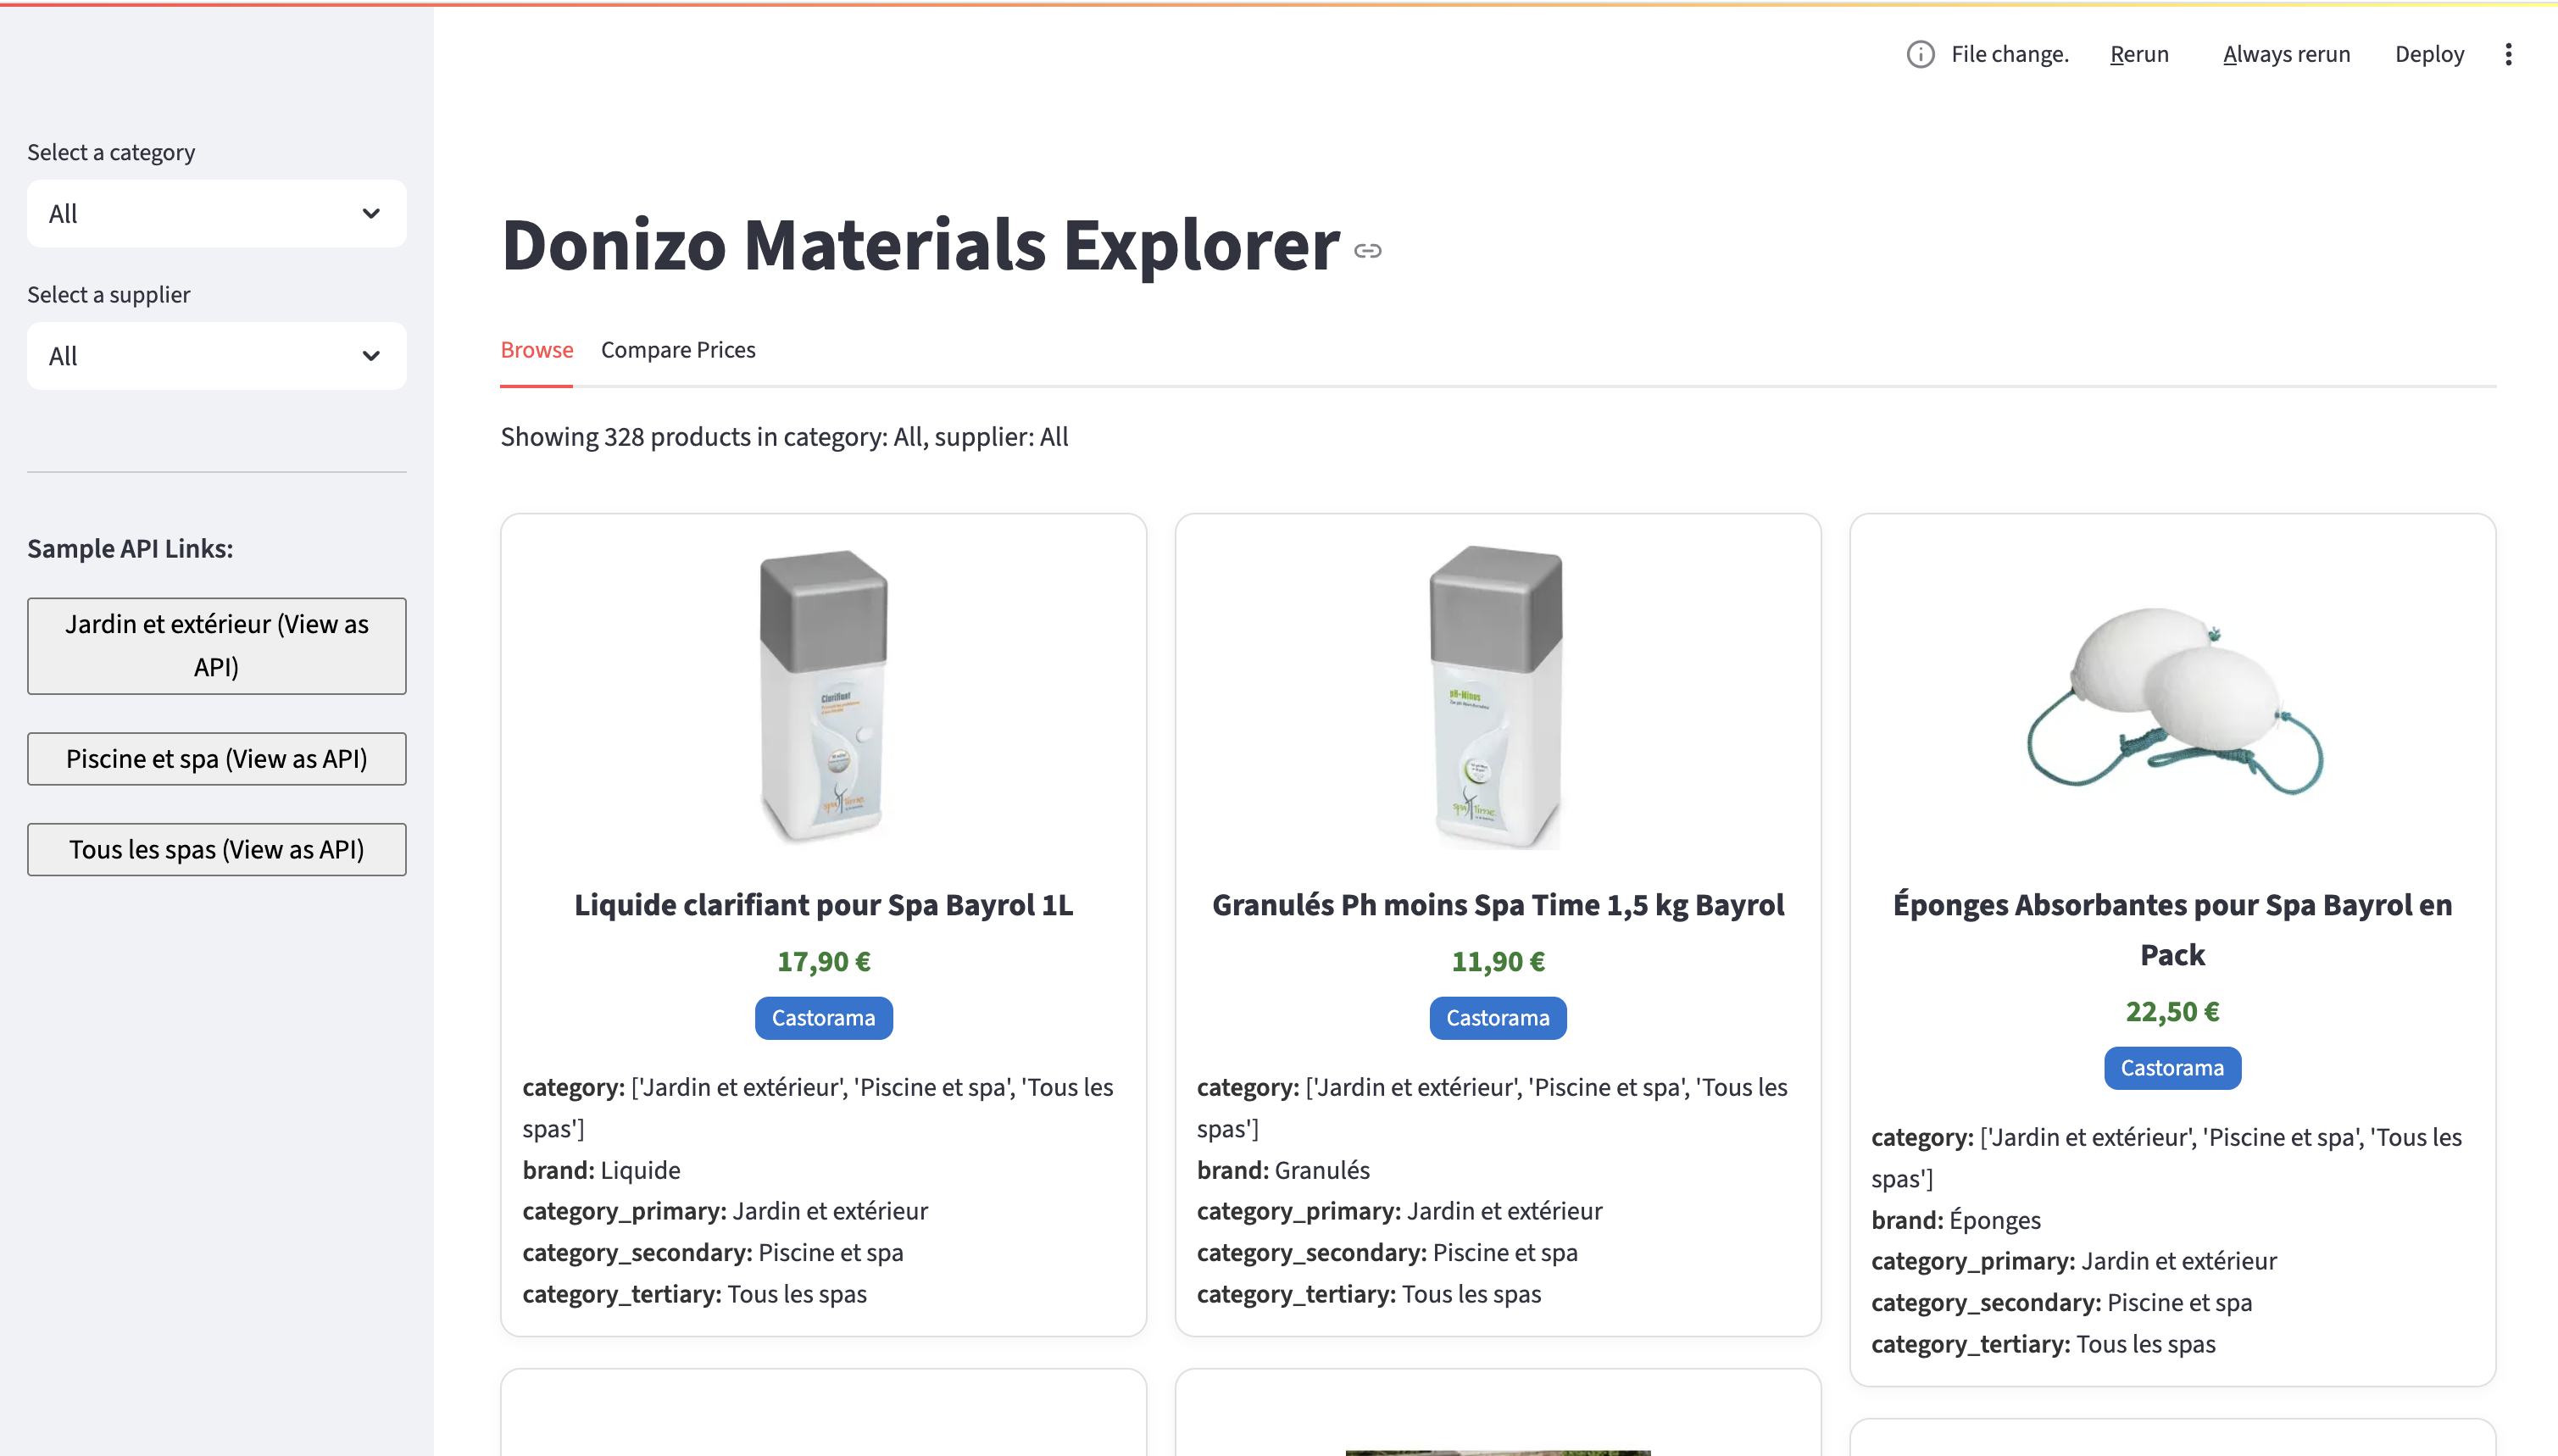 File change. Rerun Always rerun Deploy
Select a category
All
Select a supplier
All
Sample API Links:
Jardin et extérieur (View as
API)
Piscine et spa (View as API)
Tous les spas (View as API)
Donizo Materials Explorer
Browse Compare Prices
Showing 328 products in category: All, supplier: All
Clarifiant
spa time
Liquide clarifiant pour Spa Bayrol 1L
17,90 €
Castorama
category: ['Jardin et extérieur', 'Piscine et spa', 'Tous les
spas']
brand: Liquide
category_primary: Jardin et extérieur
category_secondary: Piscine et spa
category_tertiary: Tous les spas
pH-Minus
spa time
Granulés Ph moins Spa Time 1,5 kg Bayrol
11,90 €
Castorama
category: ['Jardin et extérieur', 'Piscine et spa', 'Tous les
spas']
brand: Granulés
category_primary: Jardin et extérieur
category_secondary: Piscine et spa
category_tertiary: Tous les spas
Éponges Absorbantes pour Spa Bayrol en
Pack
22,50 €
Castorama
category: ['Jardin et extérieur', 'Piscine et spa', 'Tous les
spas']
brand: Éponges
category_primary: Jardin et extérieur
category_secondary: Piscine et spa
category_tertiary: Tous les spas